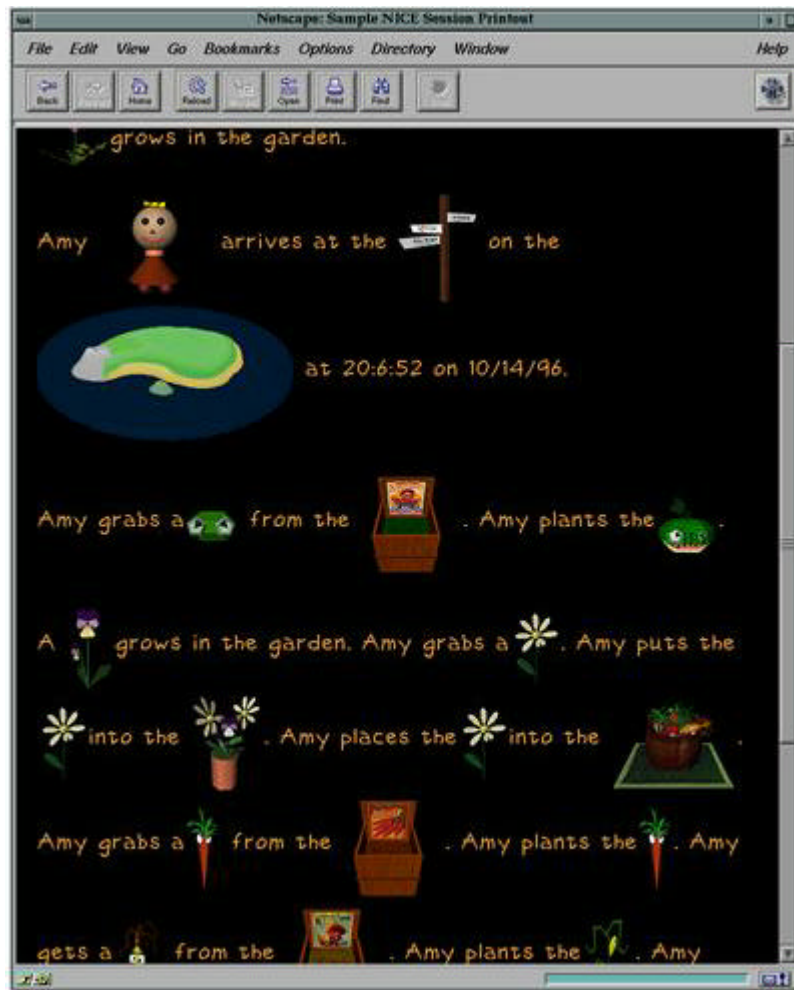 Netscape: Sample NICE Session Printout
File Edit View Go Bookmarks Options Directory Window Help
Back Home Reload Open Print Find
grows in the garden.
Amy arrives at the on the
at 20:6:52 on 10/14/96.
Amy grabs a from the . Amy plants the .
A grows in the garden. Amy grabs a . Amy puts the
into the . Amy places the into the .
Amy grabs a from the . Amy plants the . Amy
gets a from the . Amy plants the . Amy